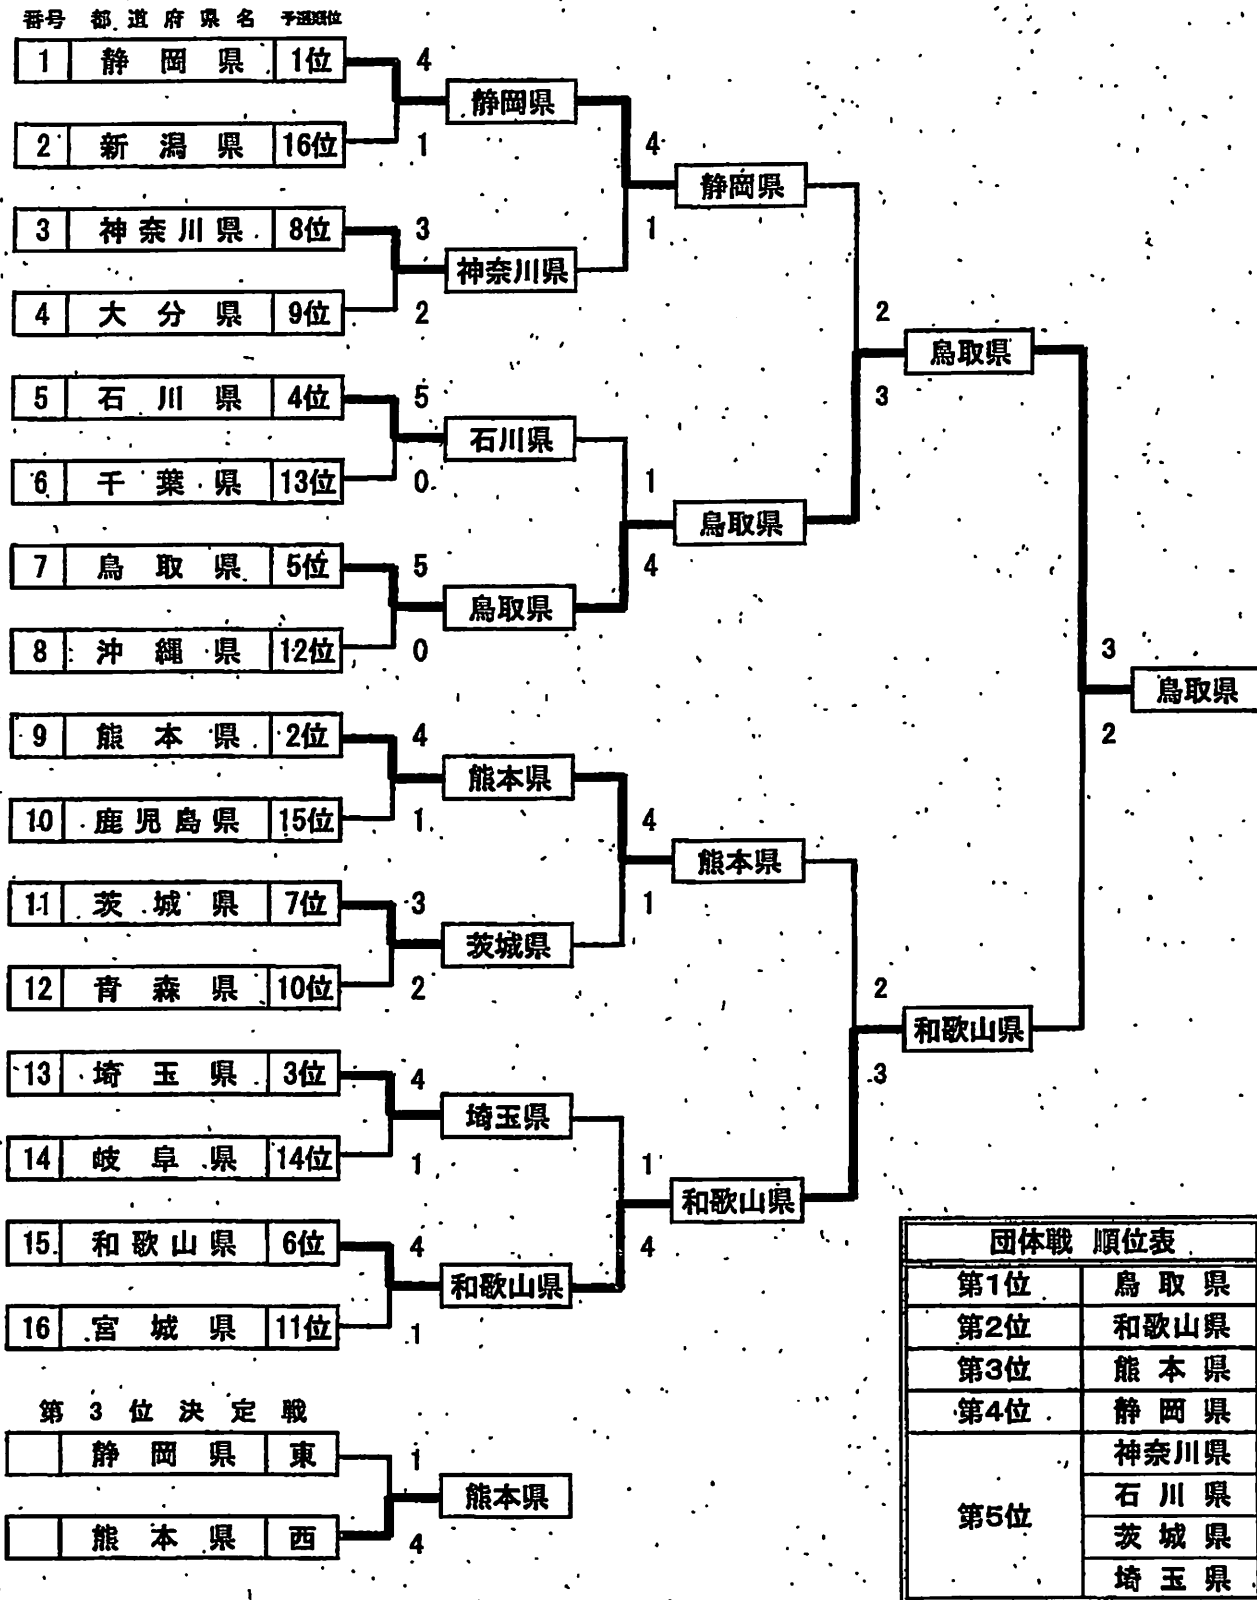 番号 都道府県名 予選順位
1 静岡県 1位 4
静岡県
2 新潟県 16位 1
4
静岡県
1
3 神奈川県 8位 3
神奈川県
4 大分県 9位 2
2
鳥取県
3
5 石川県 4位 5
石川県
6 千葉県 13位 0
1
鳥取県
4
7 鳥取県 5位 5
鳥取県
8 沖縄県 12位 0
3
鳥取県
2
9 熊本県 2位 4
熊本県
10 鹿児島県 15位 1
4
熊本県
1
11 茨城県 7位 3
茨城県
12 青森県 10位 2
2
和歌山県
3
13 埼玉県 3位 4
埼玉県
14 岐阜県 14位 1
1
和歌山県
4
15 和歌山県 6位 4
和歌山県
16 宮城県 11位 1
第3位決定戦
静岡県 東 1
熊本県
熊本県 西 4
団体戦 順位表
第1位 鳥取県
第2位 和歌山県
第3位 熊本県
第4位 静岡県
第5位 神奈川県
石川県
茨城県
埼玉県